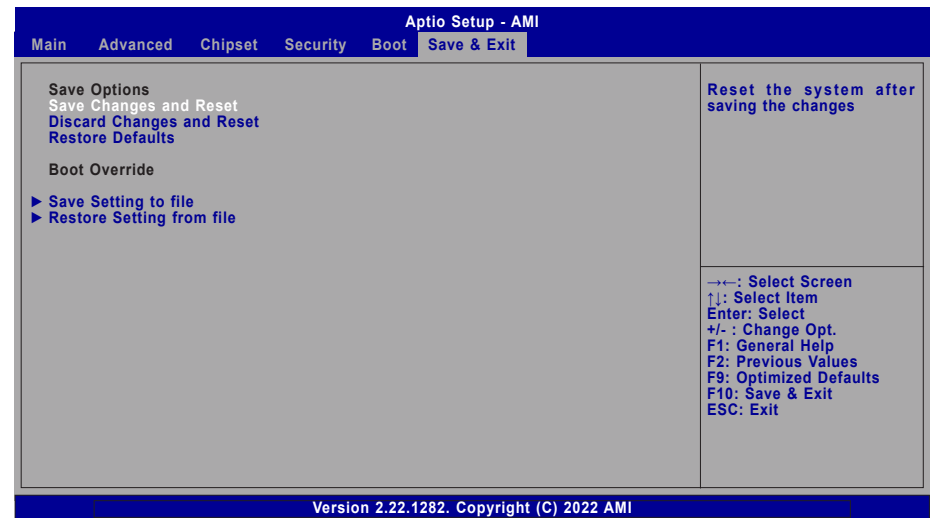 Aptio Setup - AMI
Main Advanced Chipset Security Boot Save & Exit
Save Options
Save Changes and Reset
Discard Changes and Reset
Restore Defaults
Boot Override
► Save Setting to file
► Restore Setting from file
Reset the system after
saving the changes
→←: Select Screen
↑↓: Select Item
Enter: Select
+/- : Change Opt.
F1: General Help
F2: Previous Values
F9: Optimized Defaults
F10: Save & Exit
ESC: Exit
Version 2.22.1282. Copyright (C) 2022 AMI